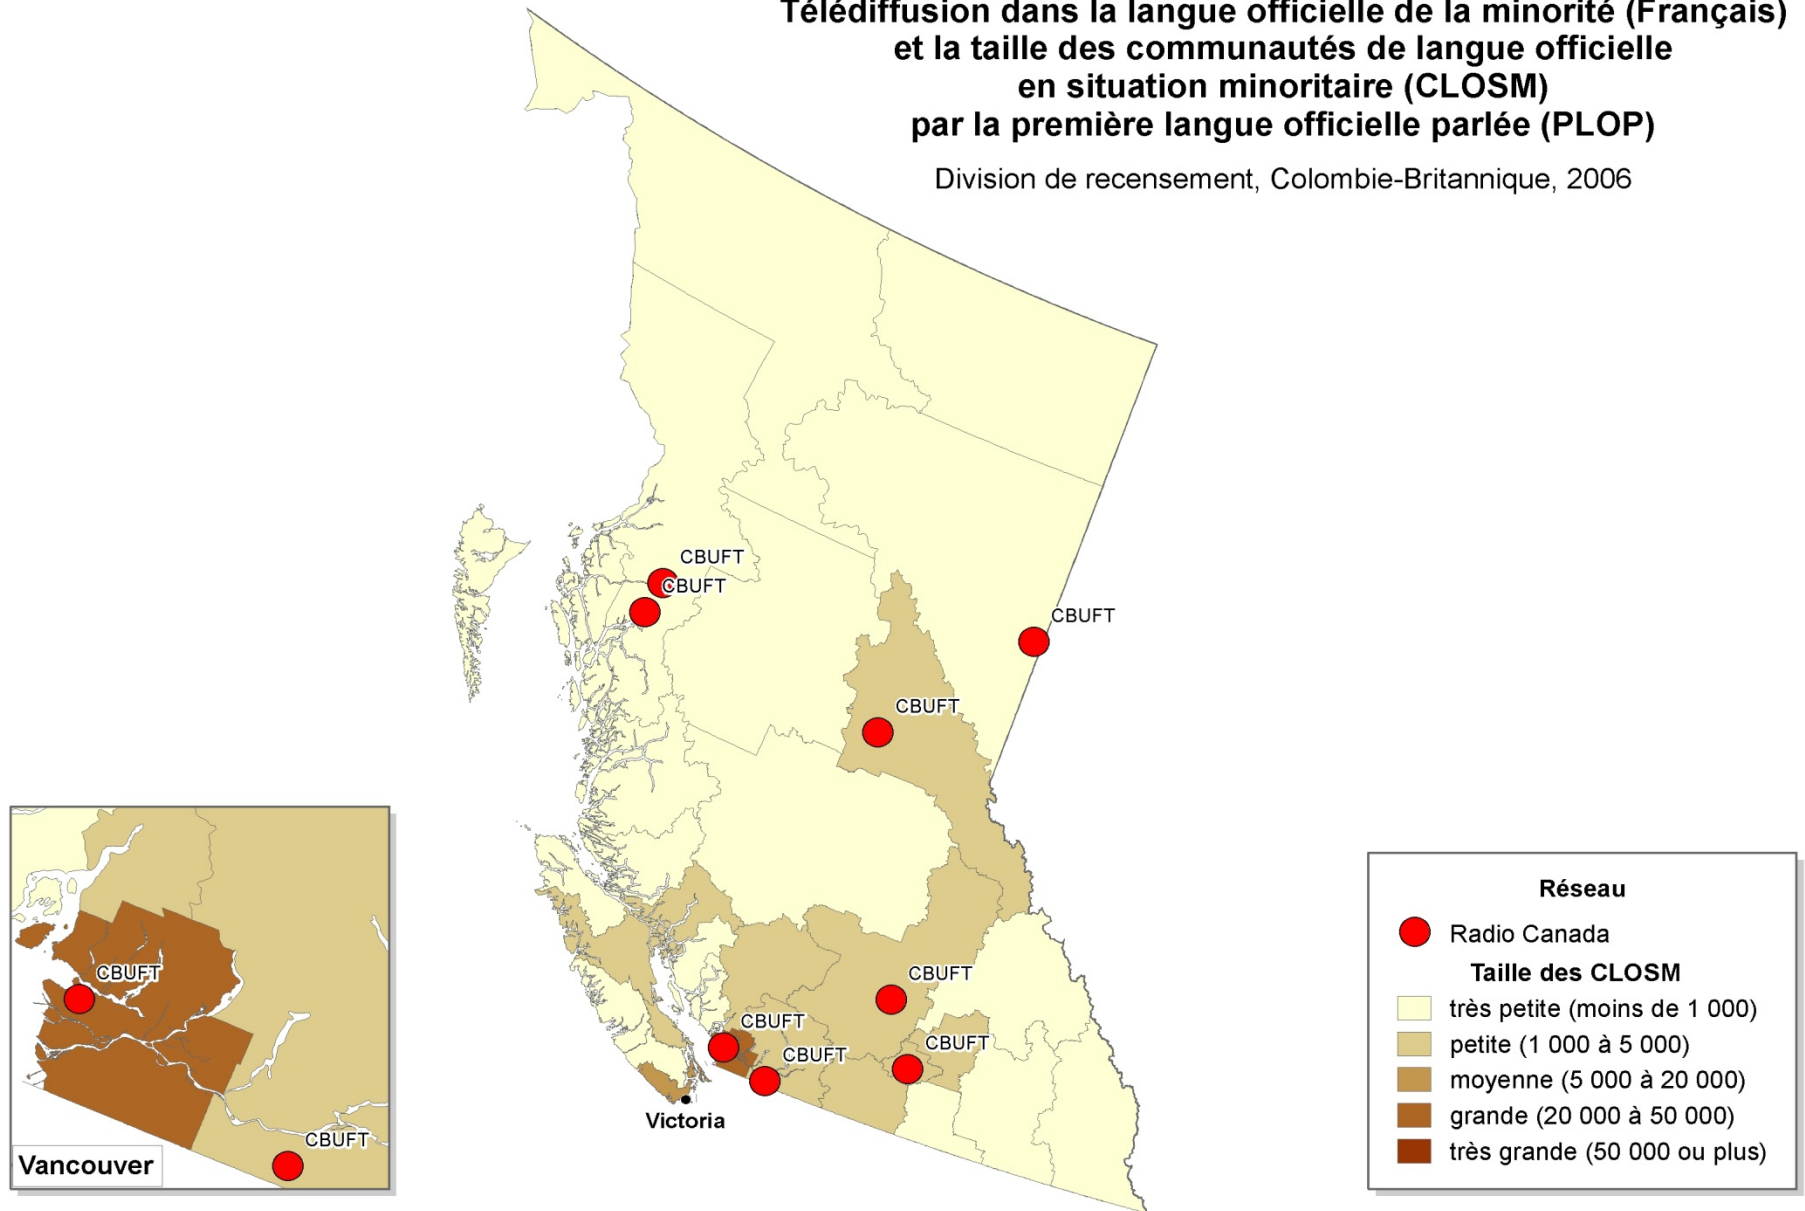 Télédiffusion dans la langue officielle de la minorité (Français)
et la taille des communautés de langue officielle
en situation minoritaire (CLOSM)
par la première langue officielle parlée (PLOP)
Division de recensement, Colombie-Britannique, 2006
CBUFT
CBUFT
CBUFT
CBUFT
CBUFT
CBUFT
CBUFT
CBUFT
Victoria
CBUFT
CBUFT
Vancouver
Réseau
Radio Canada
Taille des CLOSM
très petite (moins de 1 000)
petite (1 000 à 5 000)
moyenne (5 000 à 20 000)
grande (20 000 à 50 000)
très grande (50 000 ou plus)